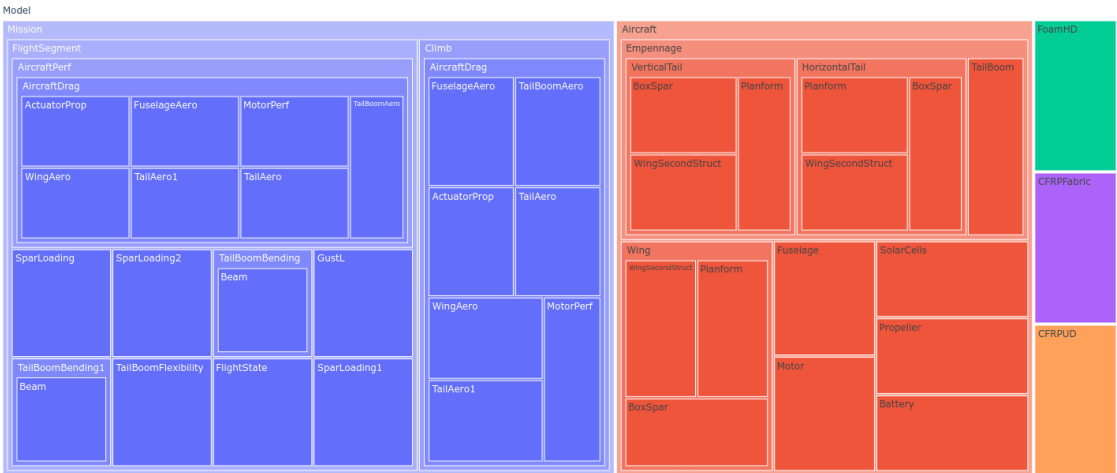 Model
Mission
FlightSegment
AircraftPerf
AircraftDrag
ActuatorProp
FuselageAero
MotorPerf
TailBoomAero
WingAero
TailAero1
TailAero
SparLoading
SparLoading2
TailBoomBending
Beam
GustL
TailBoomBending1
Beam
TailBoomFlexibility
FlightState
SparLoading1
Climb
AircraftDrag
FuselageAero
TailBoomAero
ActuatorProp
TailAero
WingAero
MotorPerf
TailAero1
Aircraft
Empennage
VerticalTail
BoxSpar
Planform
WingSecondStruct
HorizontalTail
Planform
BoxSpar
WingSecondStruct
TailBoom
Wing
WingSecondStruct
Planform
BoxSpar
Fuselage
Motor
SolarCells
Propeller
Battery
FoamHD
CFRPFabric
CFRPUD